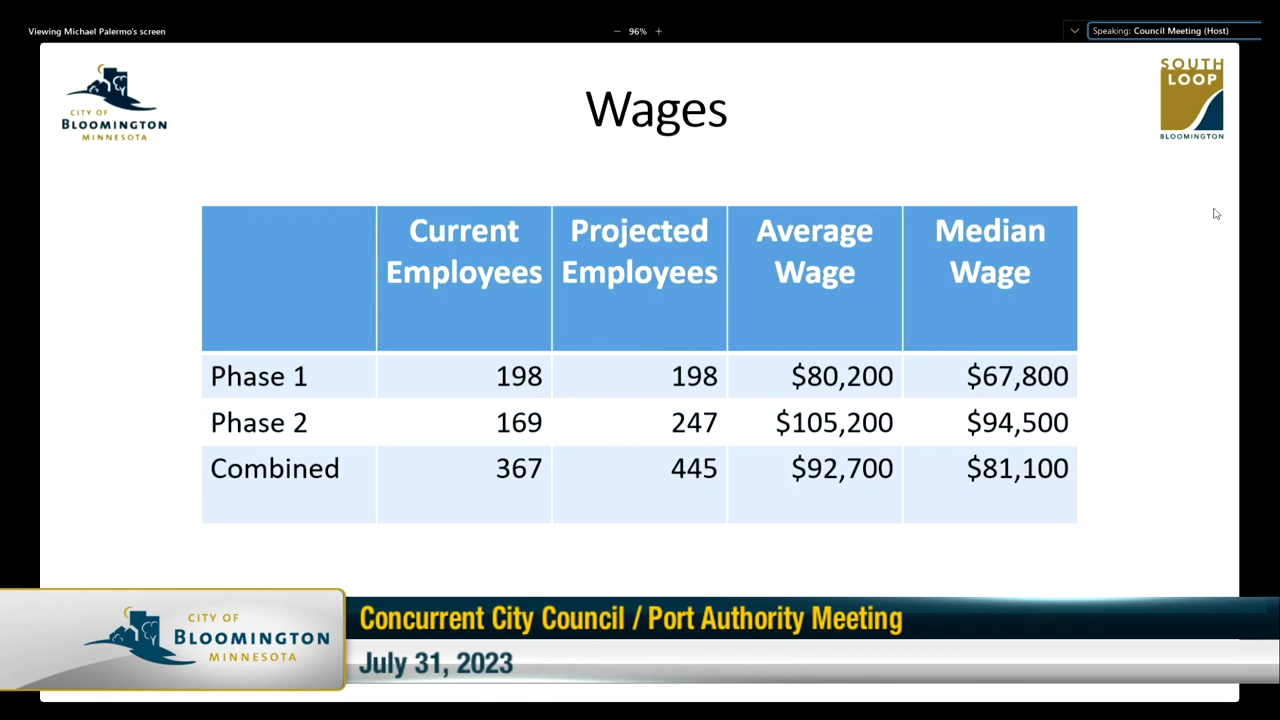 Viewing Michael Palermo's screen
− 96% +
Speaking: Council Meeting (Host)
CITY OF
BLOOMINGTON
MINNESOTA
Wages
SOUTH
LOOP
BLOOMINGTON
Current Employees Projected Employees Average Wage Median Wage
Phase 1 198 198 $80,200 $67,800
Phase 2 169 247 $105,200 $94,500
Combined 367 445 $92,700 $81,100
CITY OF
BLOOMINGTON
MINNESOTA
Concurrent City Council / Port Authority Meeting
July 31, 2023